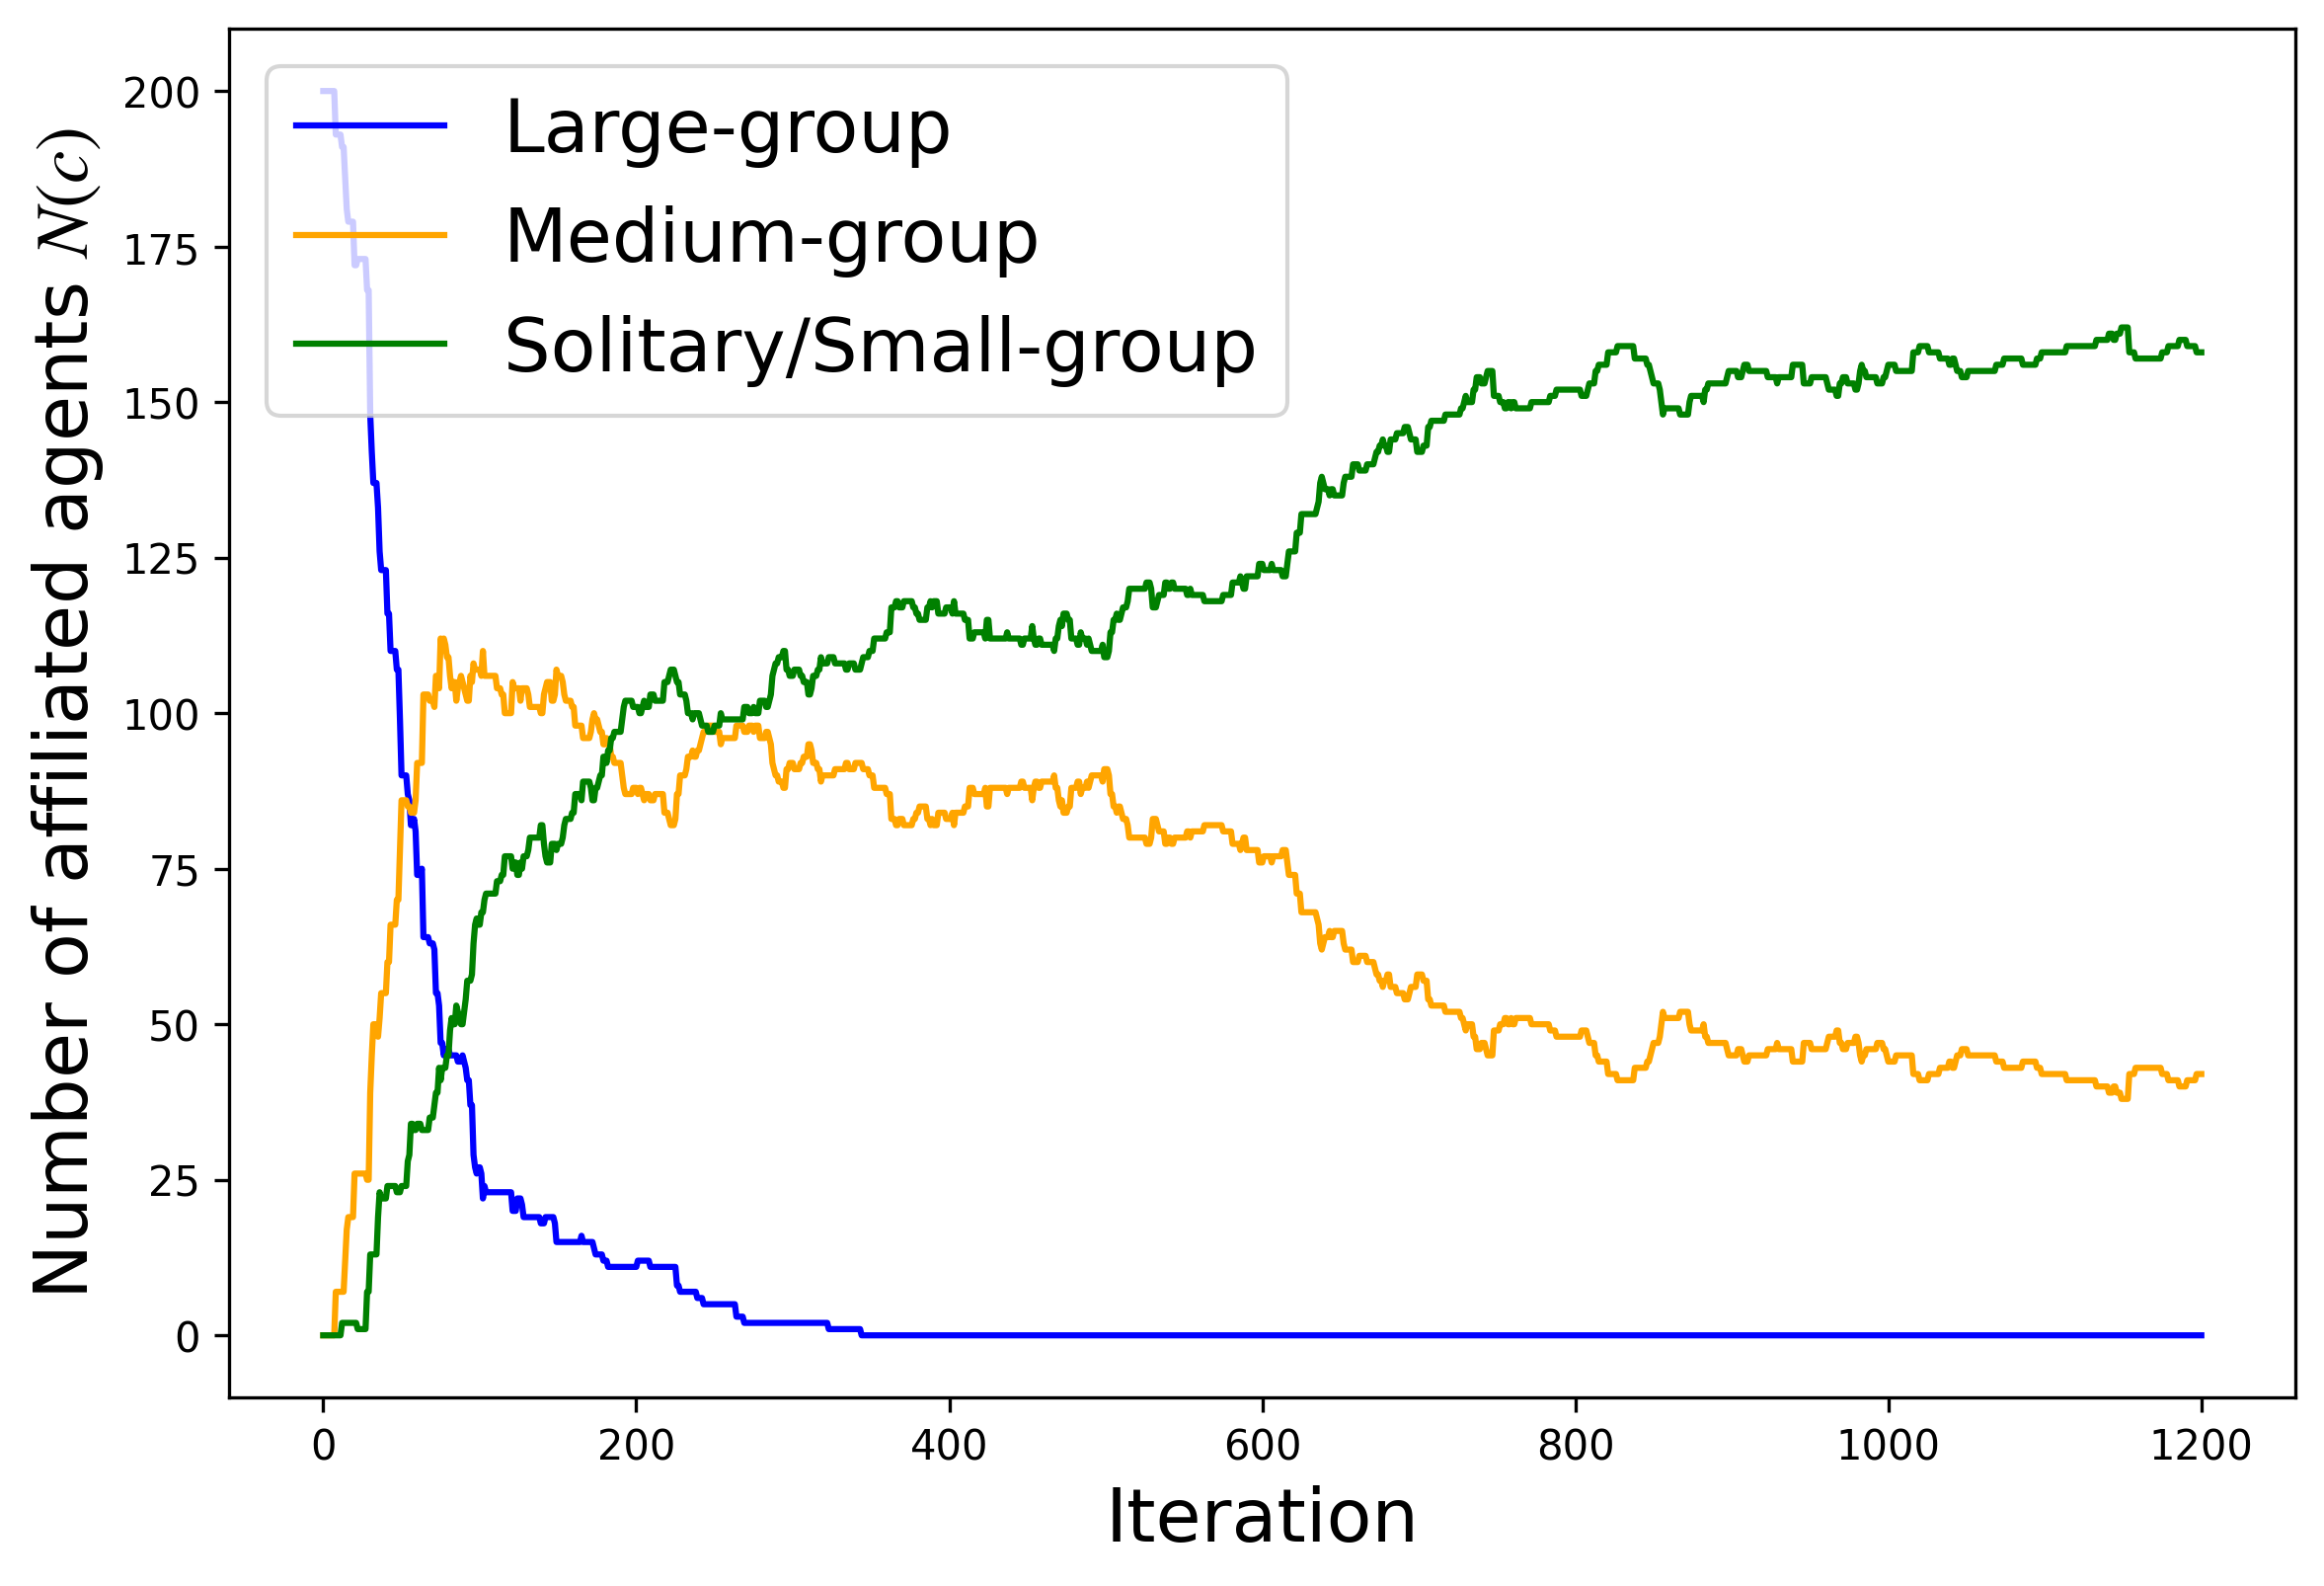 Number of affiliated agents N(c)
200
175
150
125
100
75
50
25
0
Large-group
Medium-group
Solitary/Small-group
0 200 400 600 800 1000 1200
Iteration